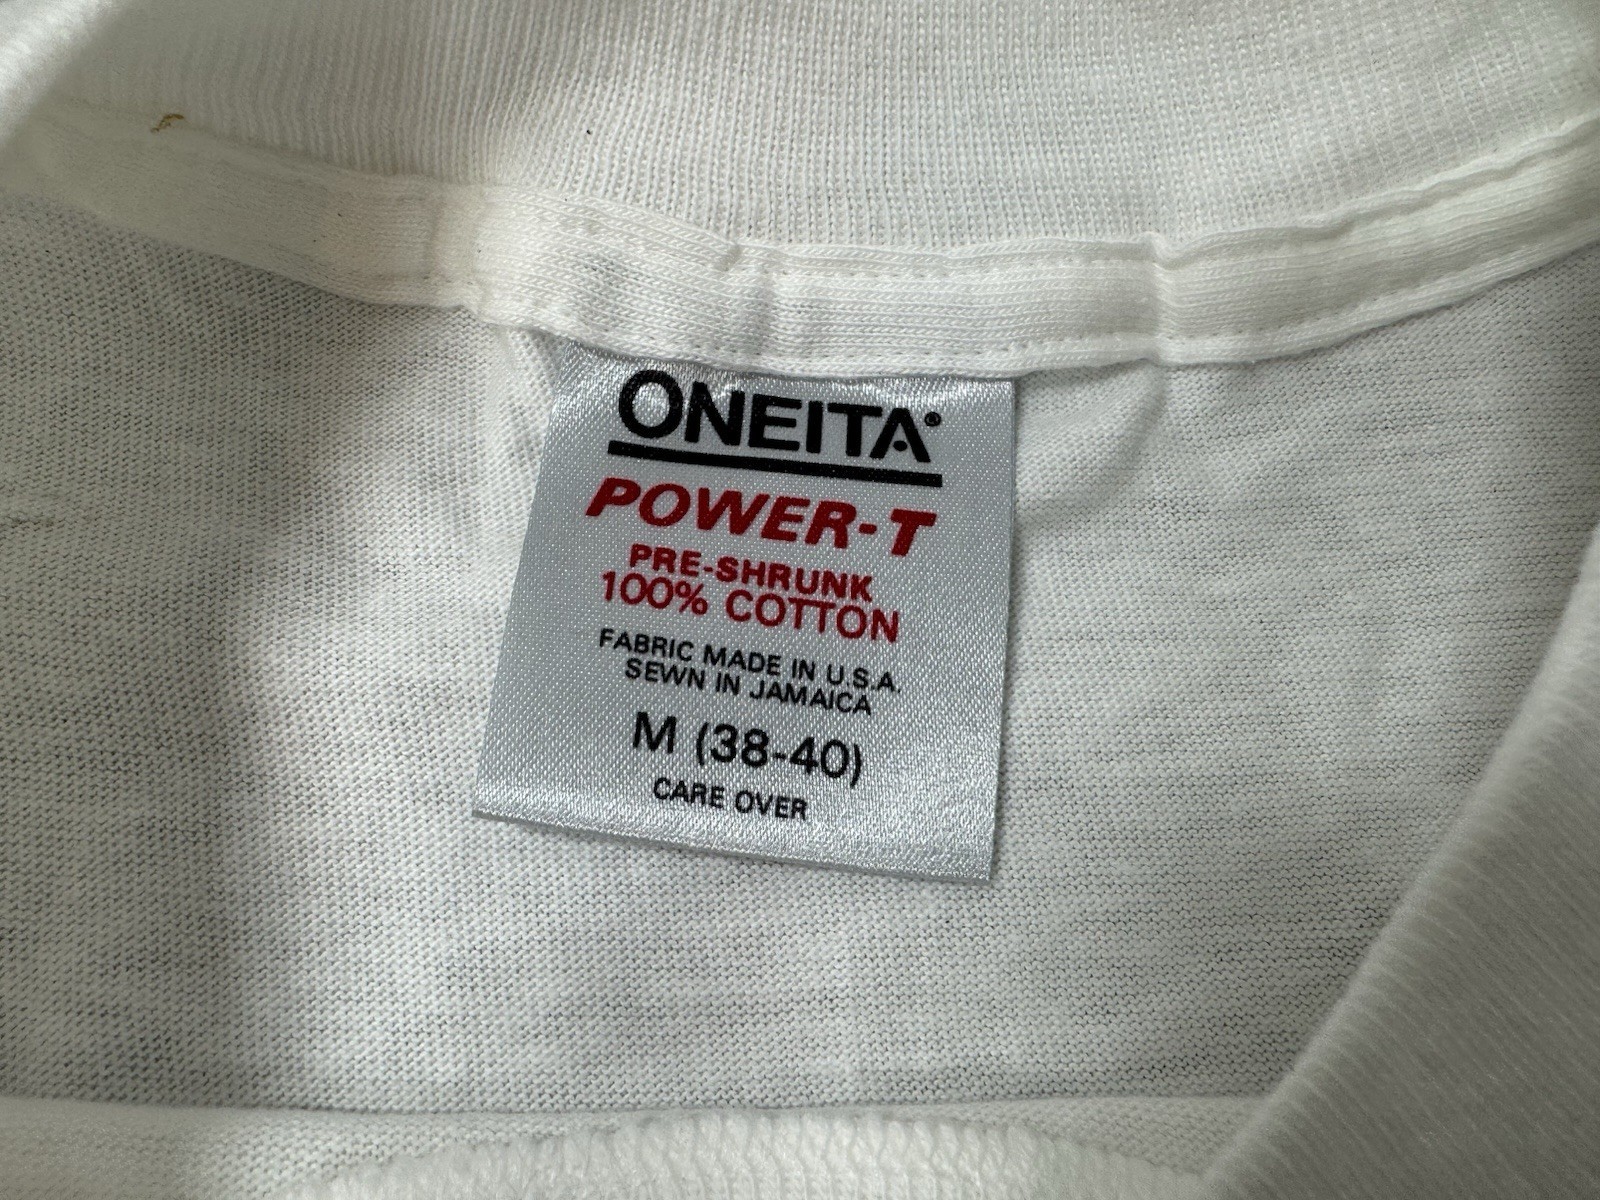 ONEITA®
POWER-T
PRE-SHRUNK
100% COTTON
FABRIC MADE IN U.S.A.
SEWN IN JAMAICA
M (38-40)
CARE OVER